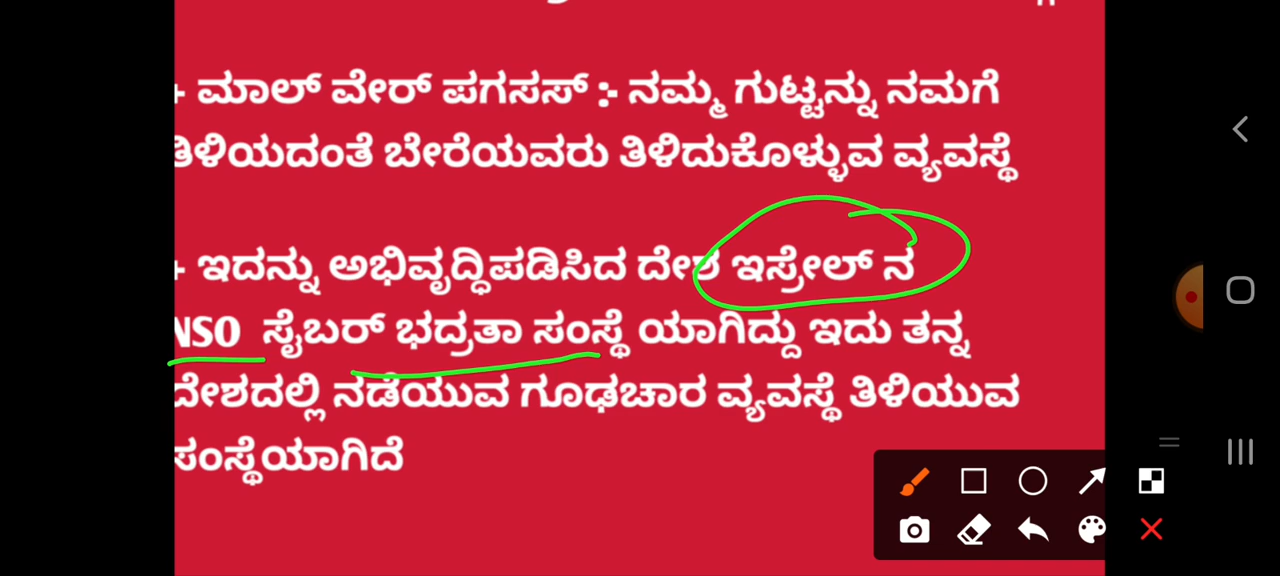 + ಮಾಲ್ ವೇರ್ ಪಗಸಸ್ :- ನಮ್ಮ ಗುಟ್ಟನ್ನು ನಮಗೆ
ತಿಳಿಯದಂತೆ ಬೇರೆಯವರು ತಿಳಿದುಕೊಳ್ಳುವ ವ್ಯವಸ್ಥೆ
+ ಇದನ್ನು ಅಭಿವೃದ್ಧಿಪಡಿಸಿದ ದೇಶ ಇಸ್ರೇಲ್ ನ
NSO ಸೈಬರ್ ಭದ್ರತಾ ಸಂಸ್ಥೆ ಯಾಗಿದ್ದು ಇದು ತನ್ನ
ದೇಶದಲ್ಲಿ ನಡೆಯುವ ಗೂಢಚಾರ ವ್ಯವಸ್ಥೆ ತಿಳಿಯುವ
ಸಂಸ್ಥೆಯಾಗಿದೆ